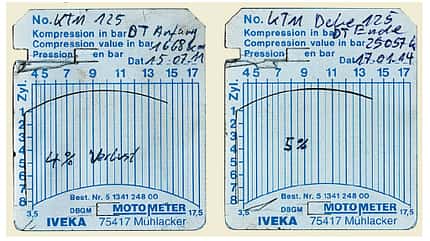 No. KTM 125
Kompression in bar DT Anfang
Compression value in bar 1668 km
Pression en bar Dat 15.07.11
4 5 7 9 11 13 15 17
Zyl.
1
2
3
4
5
6
7
8
4% Verlust
Best. Nr. 5 1341 248 00
3,5 DBGM MOTOMETER 17,5
IVEKA 75417 Mühlacker
No. KTM Duke 125
Kompression in bar DT Ende
Compression value in bar 25057 k
Pression en bar Dat 17.01.14
4 5 7 9 11 13 15 17
Zyl.
1
2
3
4
5
6
7
8
5%
Best. Nr. 5 1341 248 00
3,5 DBGM MOTOMETER 17,5
IVEKA 75417 Mühlacker